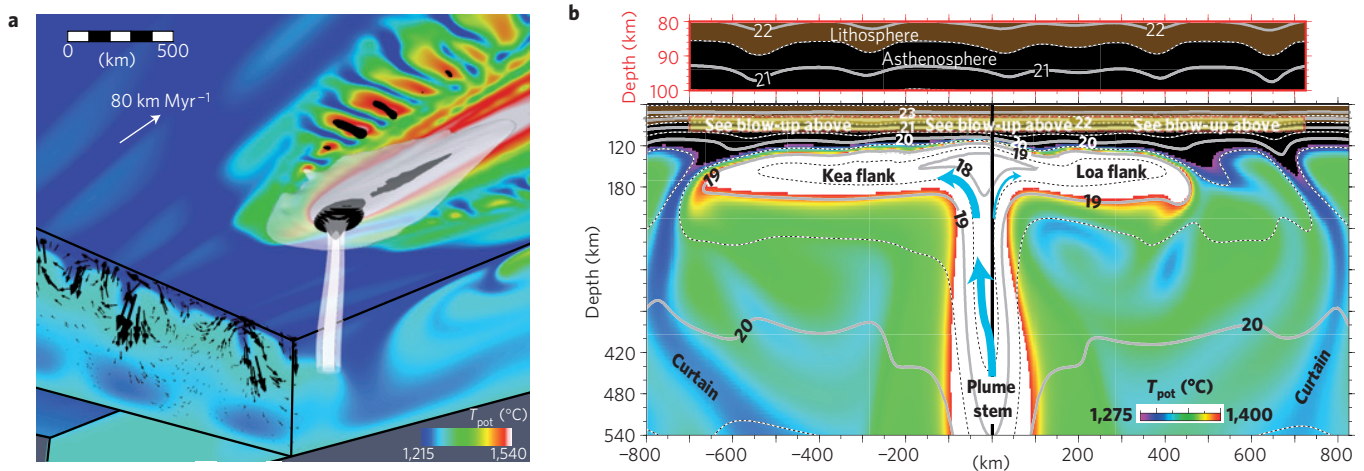 a
0 500
(km)
80 km Myr⁻¹
T_pot (°C)
1,215 1,540
b
Depth (km)
80
90
100
22 22
Lithosphere
Asthenosphere
21 21
23
See blow-up above 21 See blow-up above 22 See blow-up above
20 20
Depth (km)
120
180
420
480
540
19 18 19
Kea flank Loa flank
19 19
20 20
Curtain Plume stem Curtain
T_pot (°C)
1,275 1,400
−800 −600 −400 −200 0 200 400 600 800
(km)